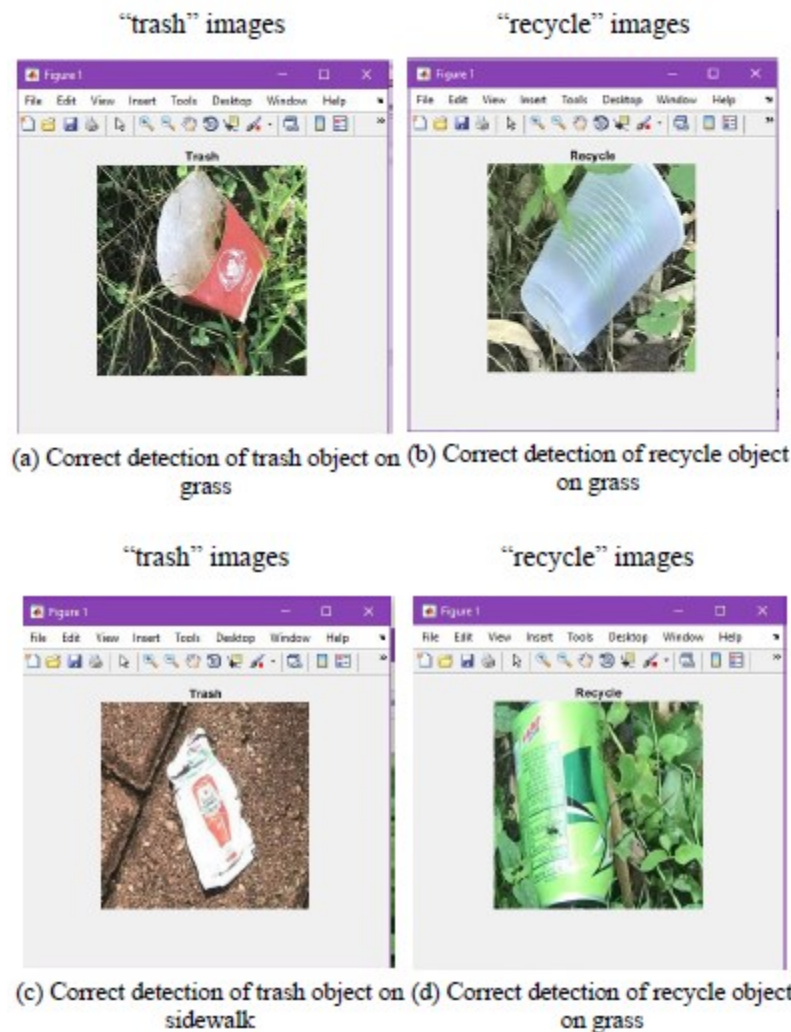 “trash” images
“recycle” images
Figure 1
File Edit View Insert Tools Desktop Window Help
Trash
Figure 1
File Edit View Insert Tools Desktop Window Help
Recycle
(a) Correct detection of trash object on
grass
(b) Correct detection of recycle object
on grass
“trash” images
“recycle” images
Figure 1
File Edit View Insert Tools Desktop Window Help
Trash
Figure 1
File Edit View Insert Tools Desktop Window Help
Recycle
(c) Correct detection of trash object on
sidewalk
(d) Correct detection of recycle object
on grass